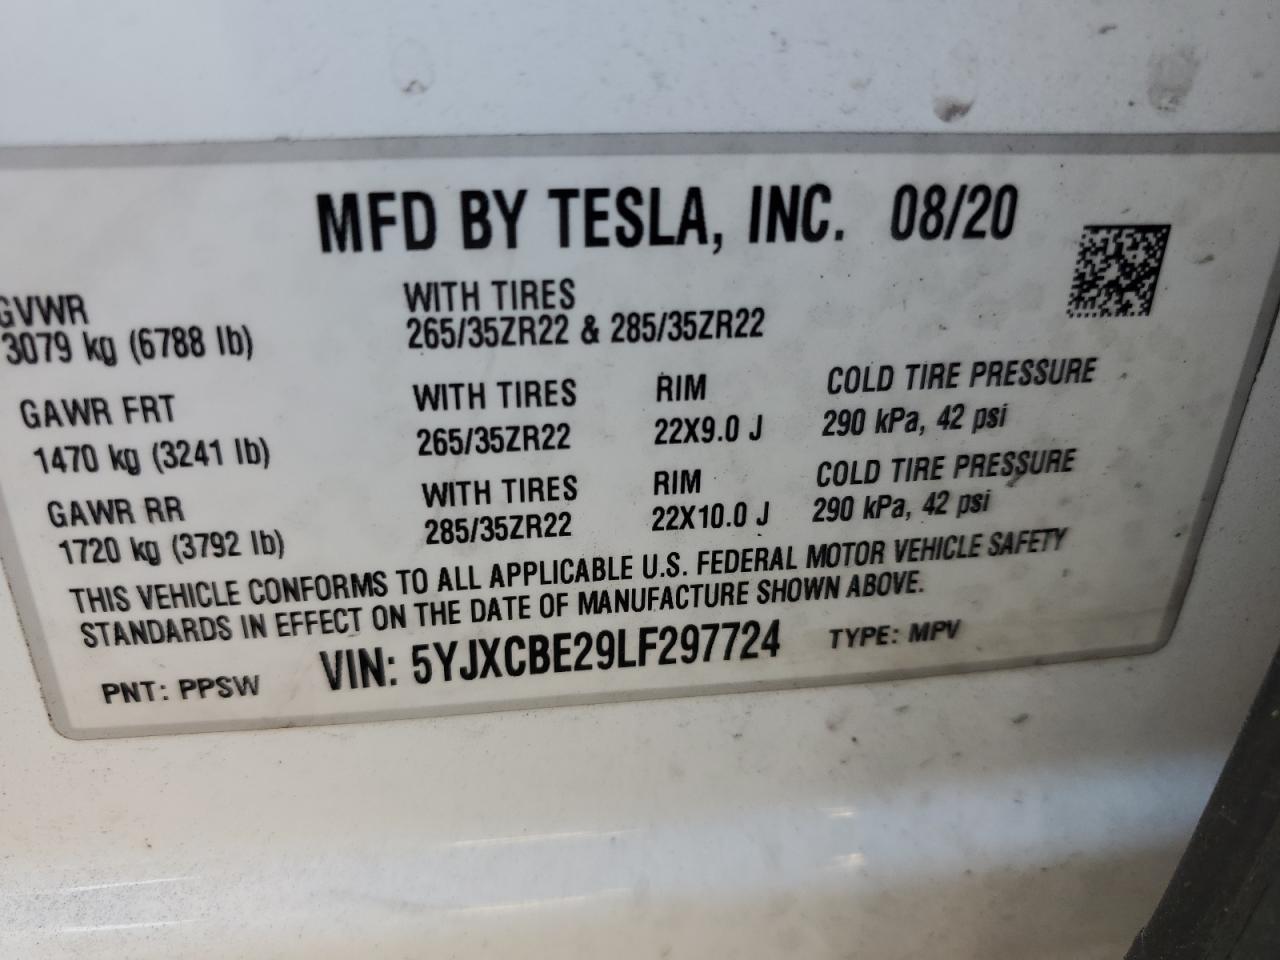 MFD BY TESLA, INC. 08/20
GVWR WITH TIRES
3079 kg (6788 lb) 265/35ZR22 & 285/35ZR22
GAWR FRT WITH TIRES RIM COLD TIRE PRESSURE
1470 kg (3241 lb) 265/35ZR22 22X9.0 J 290 kPa, 42 psi
GAWR RR WITH TIRES RIM COLD TIRE PRESSURE
1720 kg (3792 lb) 285/35ZR22 22X10.0 J 290 kPa, 42 psi
THIS VEHICLE CONFORMS TO ALL APPLICABLE U.S. FEDERAL MOTOR VEHICLE SAFETY
STANDARDS IN EFFECT ON THE DATE OF MANUFACTURE SHOWN ABOVE.
PNT: PPSW VIN: 5YJXCBE29LF297724 TYPE: MPV